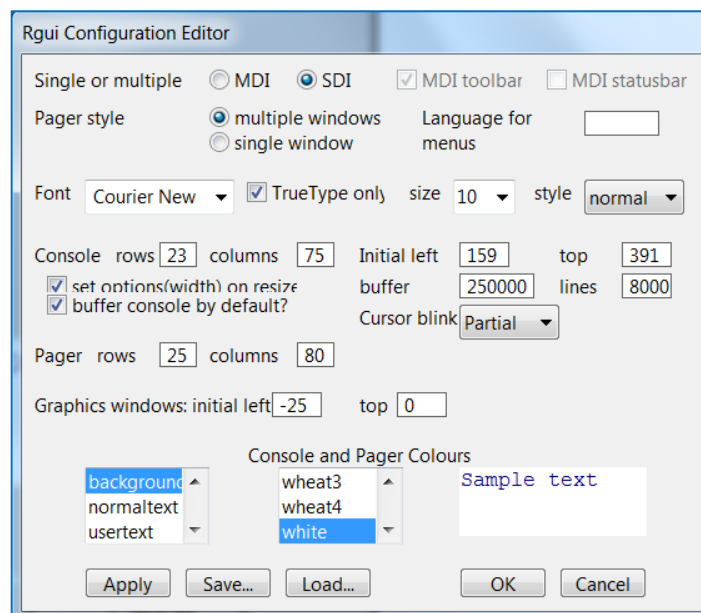 Rgui Configuration Editor
Single or multiple MDI SDI MDI toolbar MDI statusbar
Pager style multiple windows Language for
single window menus
Font Courier New TrueType only size 10 style normal
Console rows 23 columns 75 Initial left 159 top 391
set options(width) on resize buffer 250000 lines 8000
buffer console by default?
Cursor blink Partial
Pager rows 25 columns 80
Graphics windows: initial left -25 top 0
Console and Pager Colours
background wheat3 Sample text
normaltext wheat4
usertext white
Apply Save... Load... OK Cancel